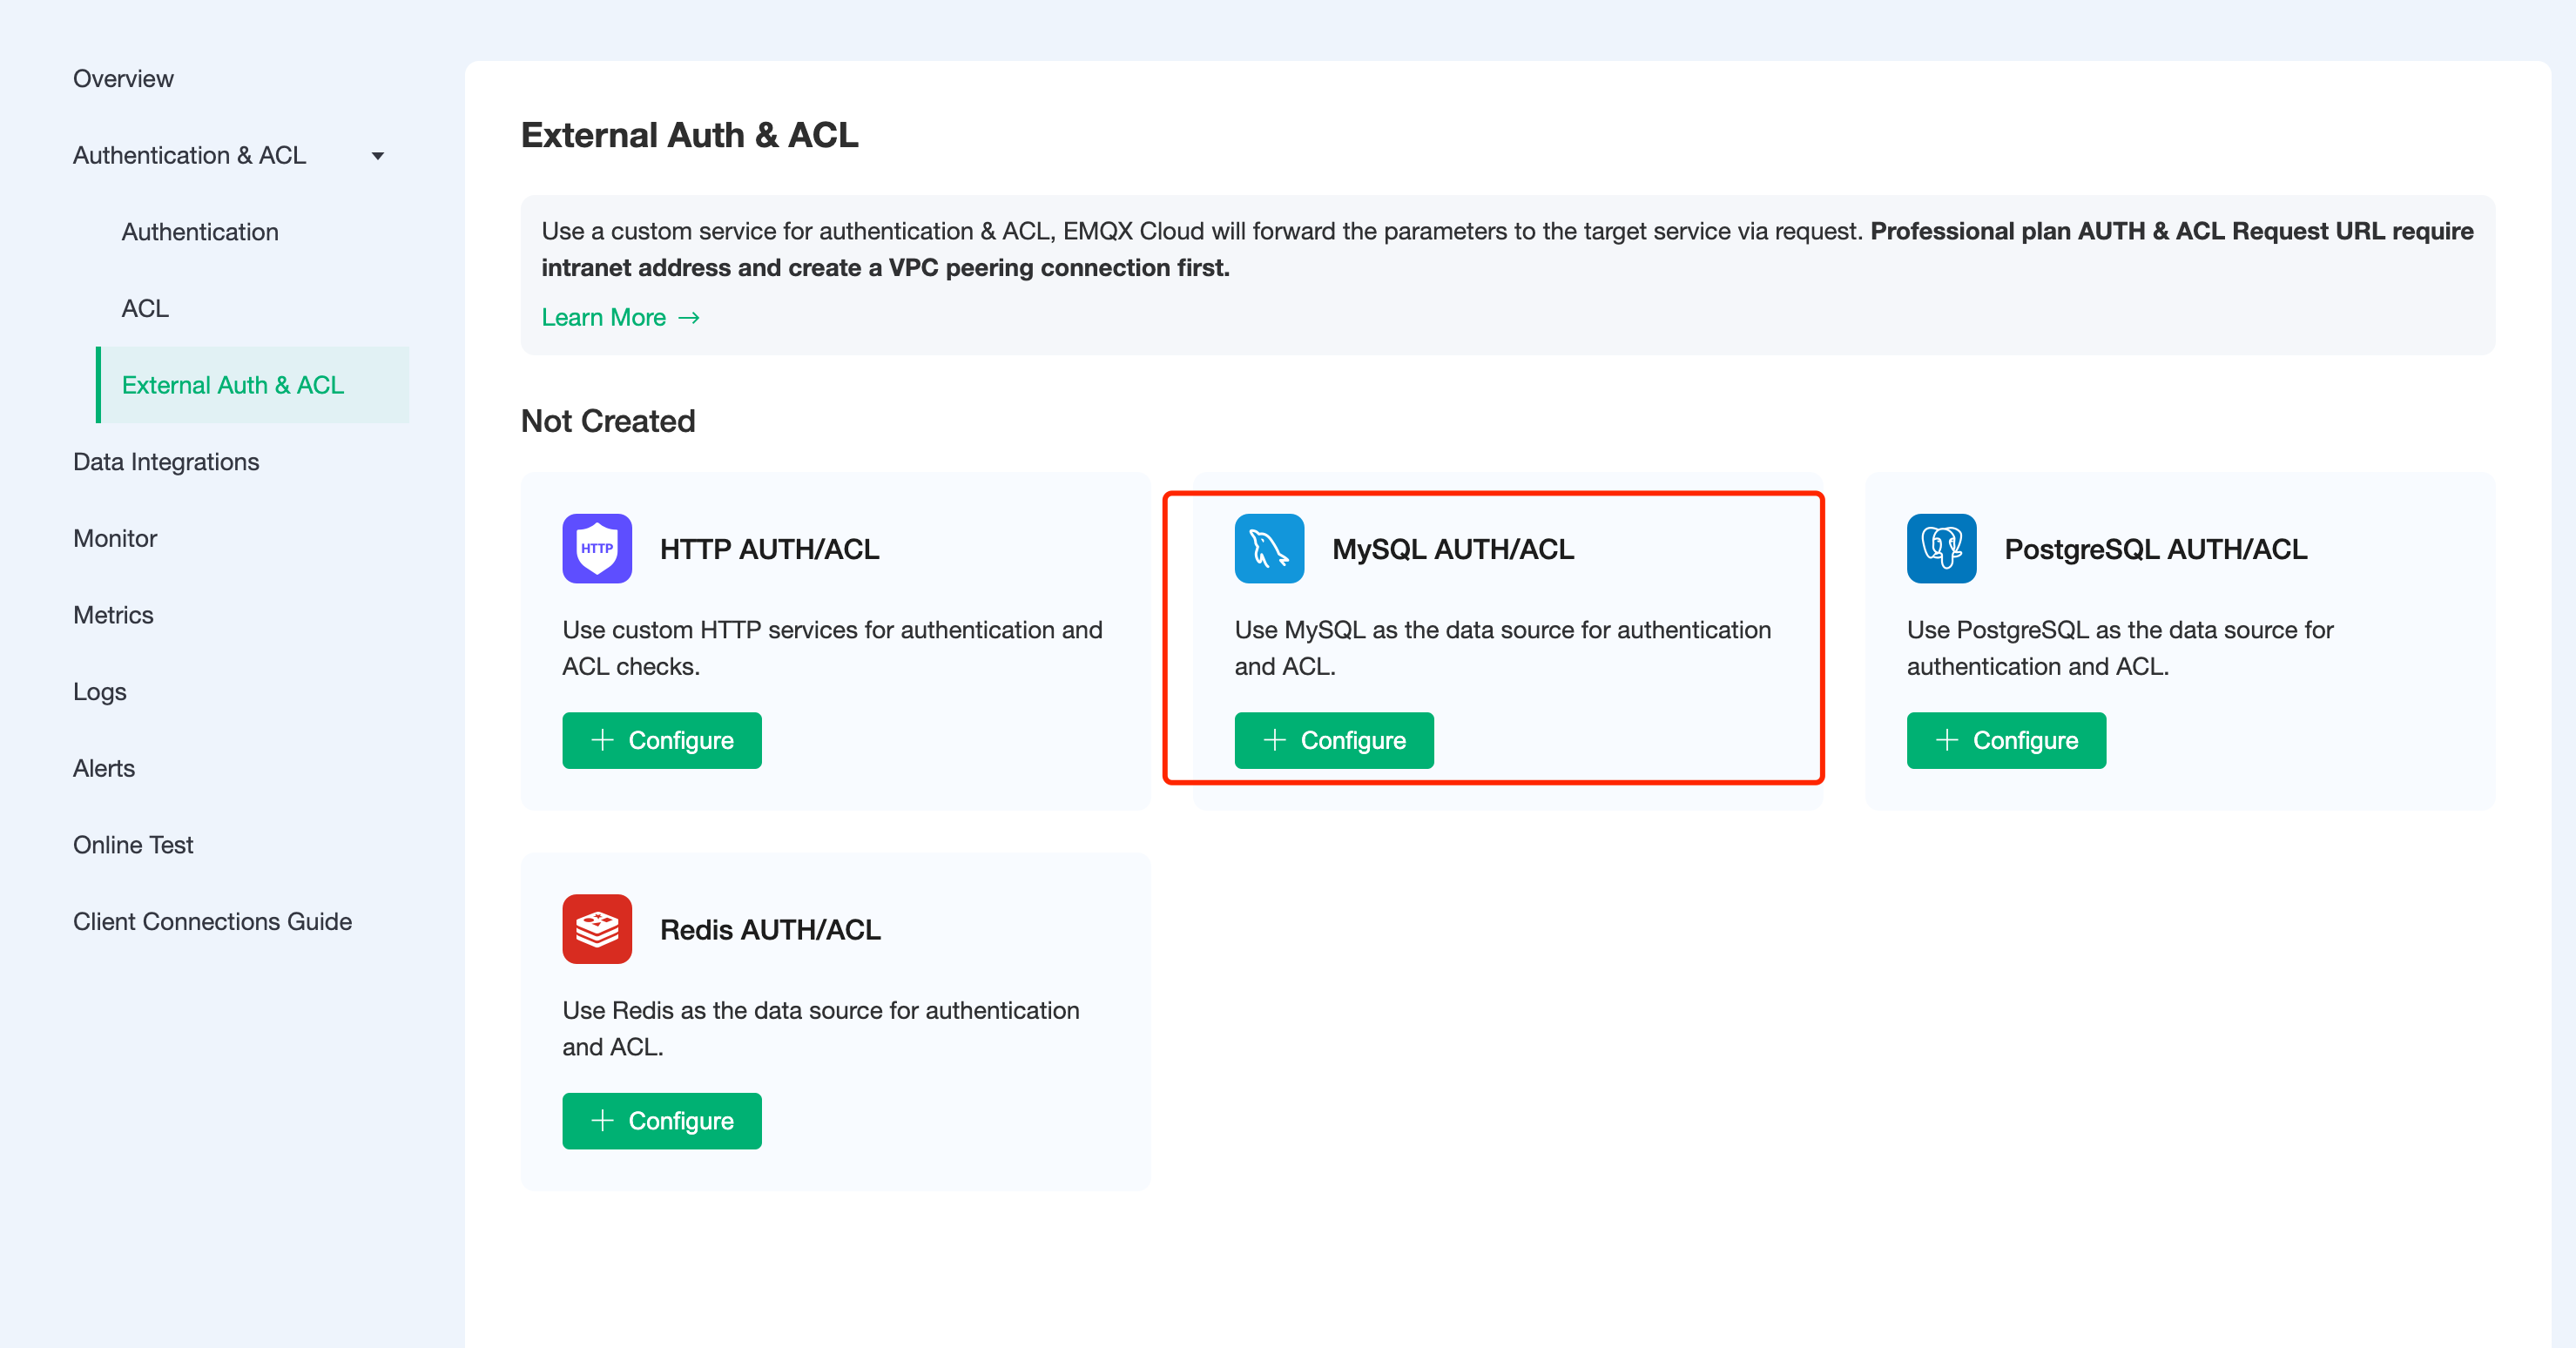 Overview
Authentication & ACL
Authentication
ACL
External Auth & ACL
Data Integrations
Monitor
Metrics
Logs
Alerts
Online Test
Client Connections Guide
External Auth & ACL
Use a custom service for authentication & ACL, EMQX Cloud will forward the parameters to the target service via request. Professional plan AUTH & ACL Request URL require
intranet address and create a VPC peering connection first.
Learn More →
Not Created
HTTP
HTTP AUTH/ACL
Use custom HTTP services for authentication and
ACL checks.
+ Configure
MySQL AUTH/ACL
Use MySQL as the data source for authentication
and ACL.
+ Configure
PostgreSQL AUTH/ACL
Use PostgreSQL as the data source for
authentication and ACL.
+ Configure
Redis AUTH/ACL
Use Redis as the data source for authentication
and ACL.
+ Configure